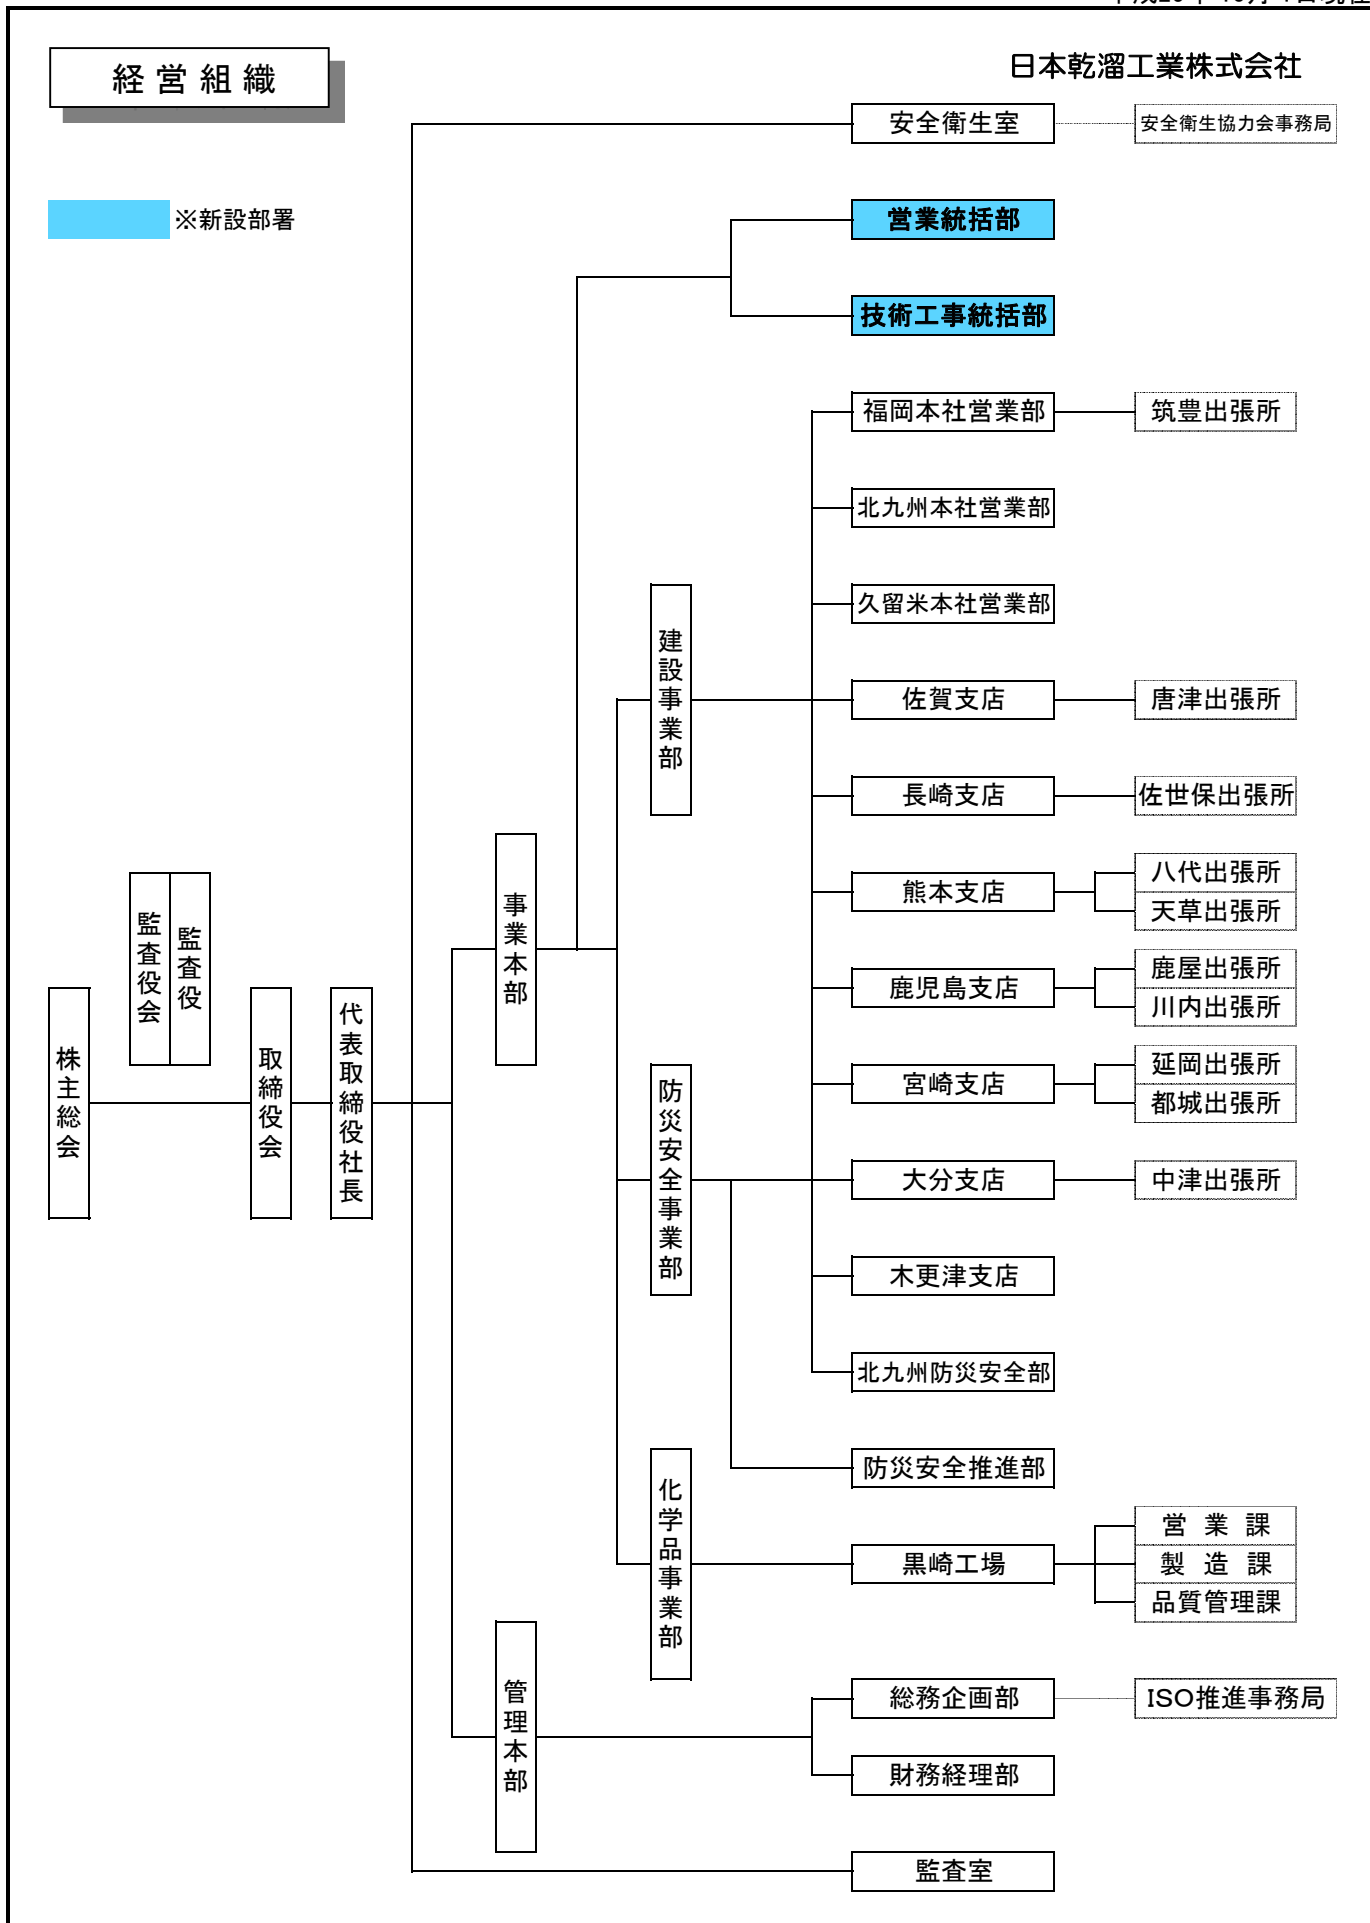 経営組織
日本乾溜工業株式会社
安全衛生室
安全衛生協力会事務局
※新設部署
営業統括部
技術工事統括部
福岡本社営業部
筑豊出張所
北九州本社営業部
久留米本社営業部
建設事業部
佐賀支店
唐津出張所
長崎支店
佐世保出張所
熊本支店
八代出張所
天草出張所
鹿児島支店
鹿屋出張所
川内出張所
宮崎支店
延岡出張所
都城出張所
事業本部
監査役会
監査役
株主総会
取締役会
代表取締役社長
防災安全事業部
大分支店
中津出張所
木更津支店
北九州防災安全部
防災安全推進部
化学品事業部
黒崎工場
営業課
製造課
品質管理課
管理本部
総務企画部
ISO推進事務局
財務経理部
監査室